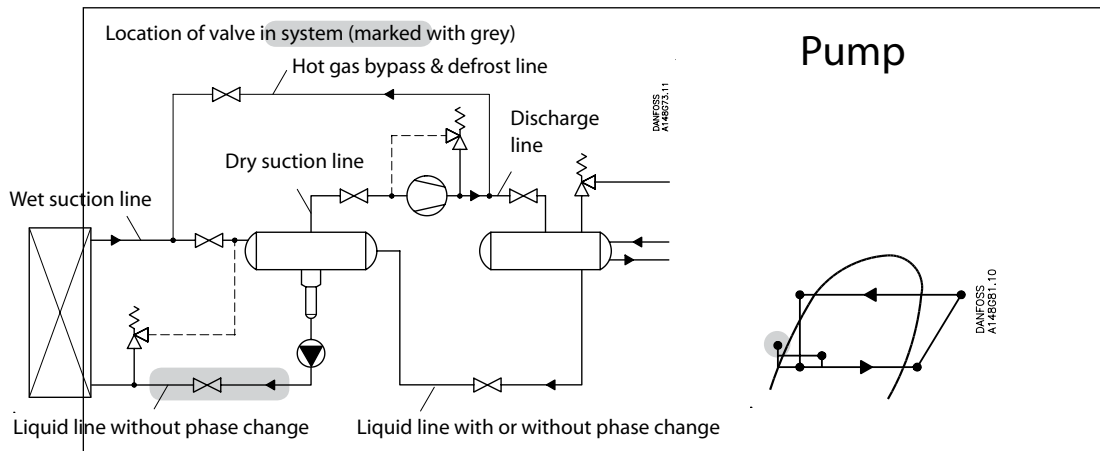 Location of valve in system (marked with grey)
Pump
Hot gas bypass & defrost line
DANFOSS
A148G73.11
Discharge
line
Dry suction line
Wet suction line
DANFOSS
A148G81.10
Liquid line without phase change
Liquid line with or without phase change